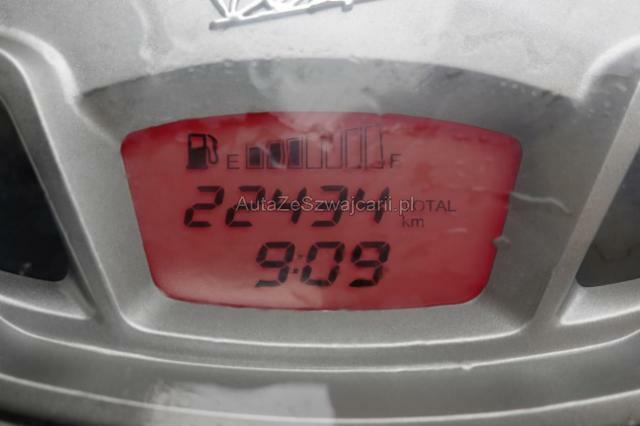 E F
22434 TOTAL
km
AutaZeSzwajcarii.pl
9:09